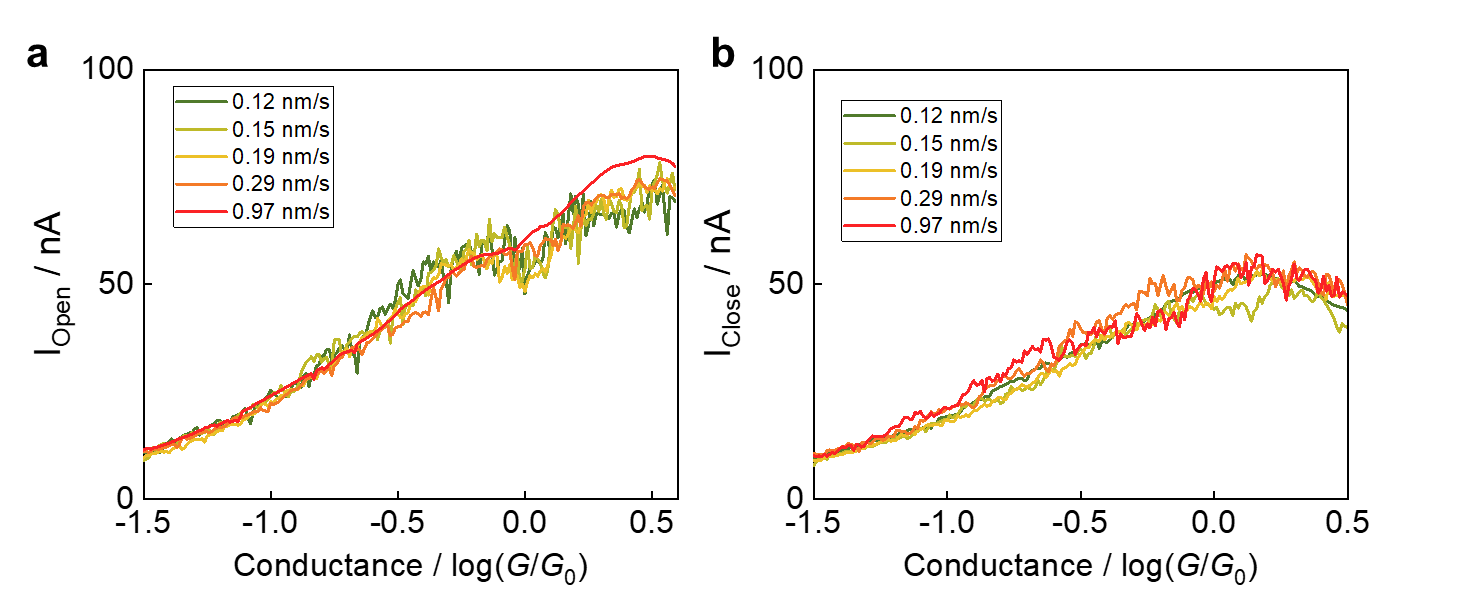 a
100
50
0
I_Open / nA
0.12 nm/s
0.15 nm/s
0.19 nm/s
0.29 nm/s
0.97 nm/s
-1.5 -1.0 -0.5 0.0 0.5
Conductance / log(G/G₀)
b
100
50
0
I_Close / nA
0.12 nm/s
0.15 nm/s
0.19 nm/s
0.29 nm/s
0.97 nm/s
-1.5 -1.0 -0.5 0.0 0.5
Conductance / log(G/G₀)